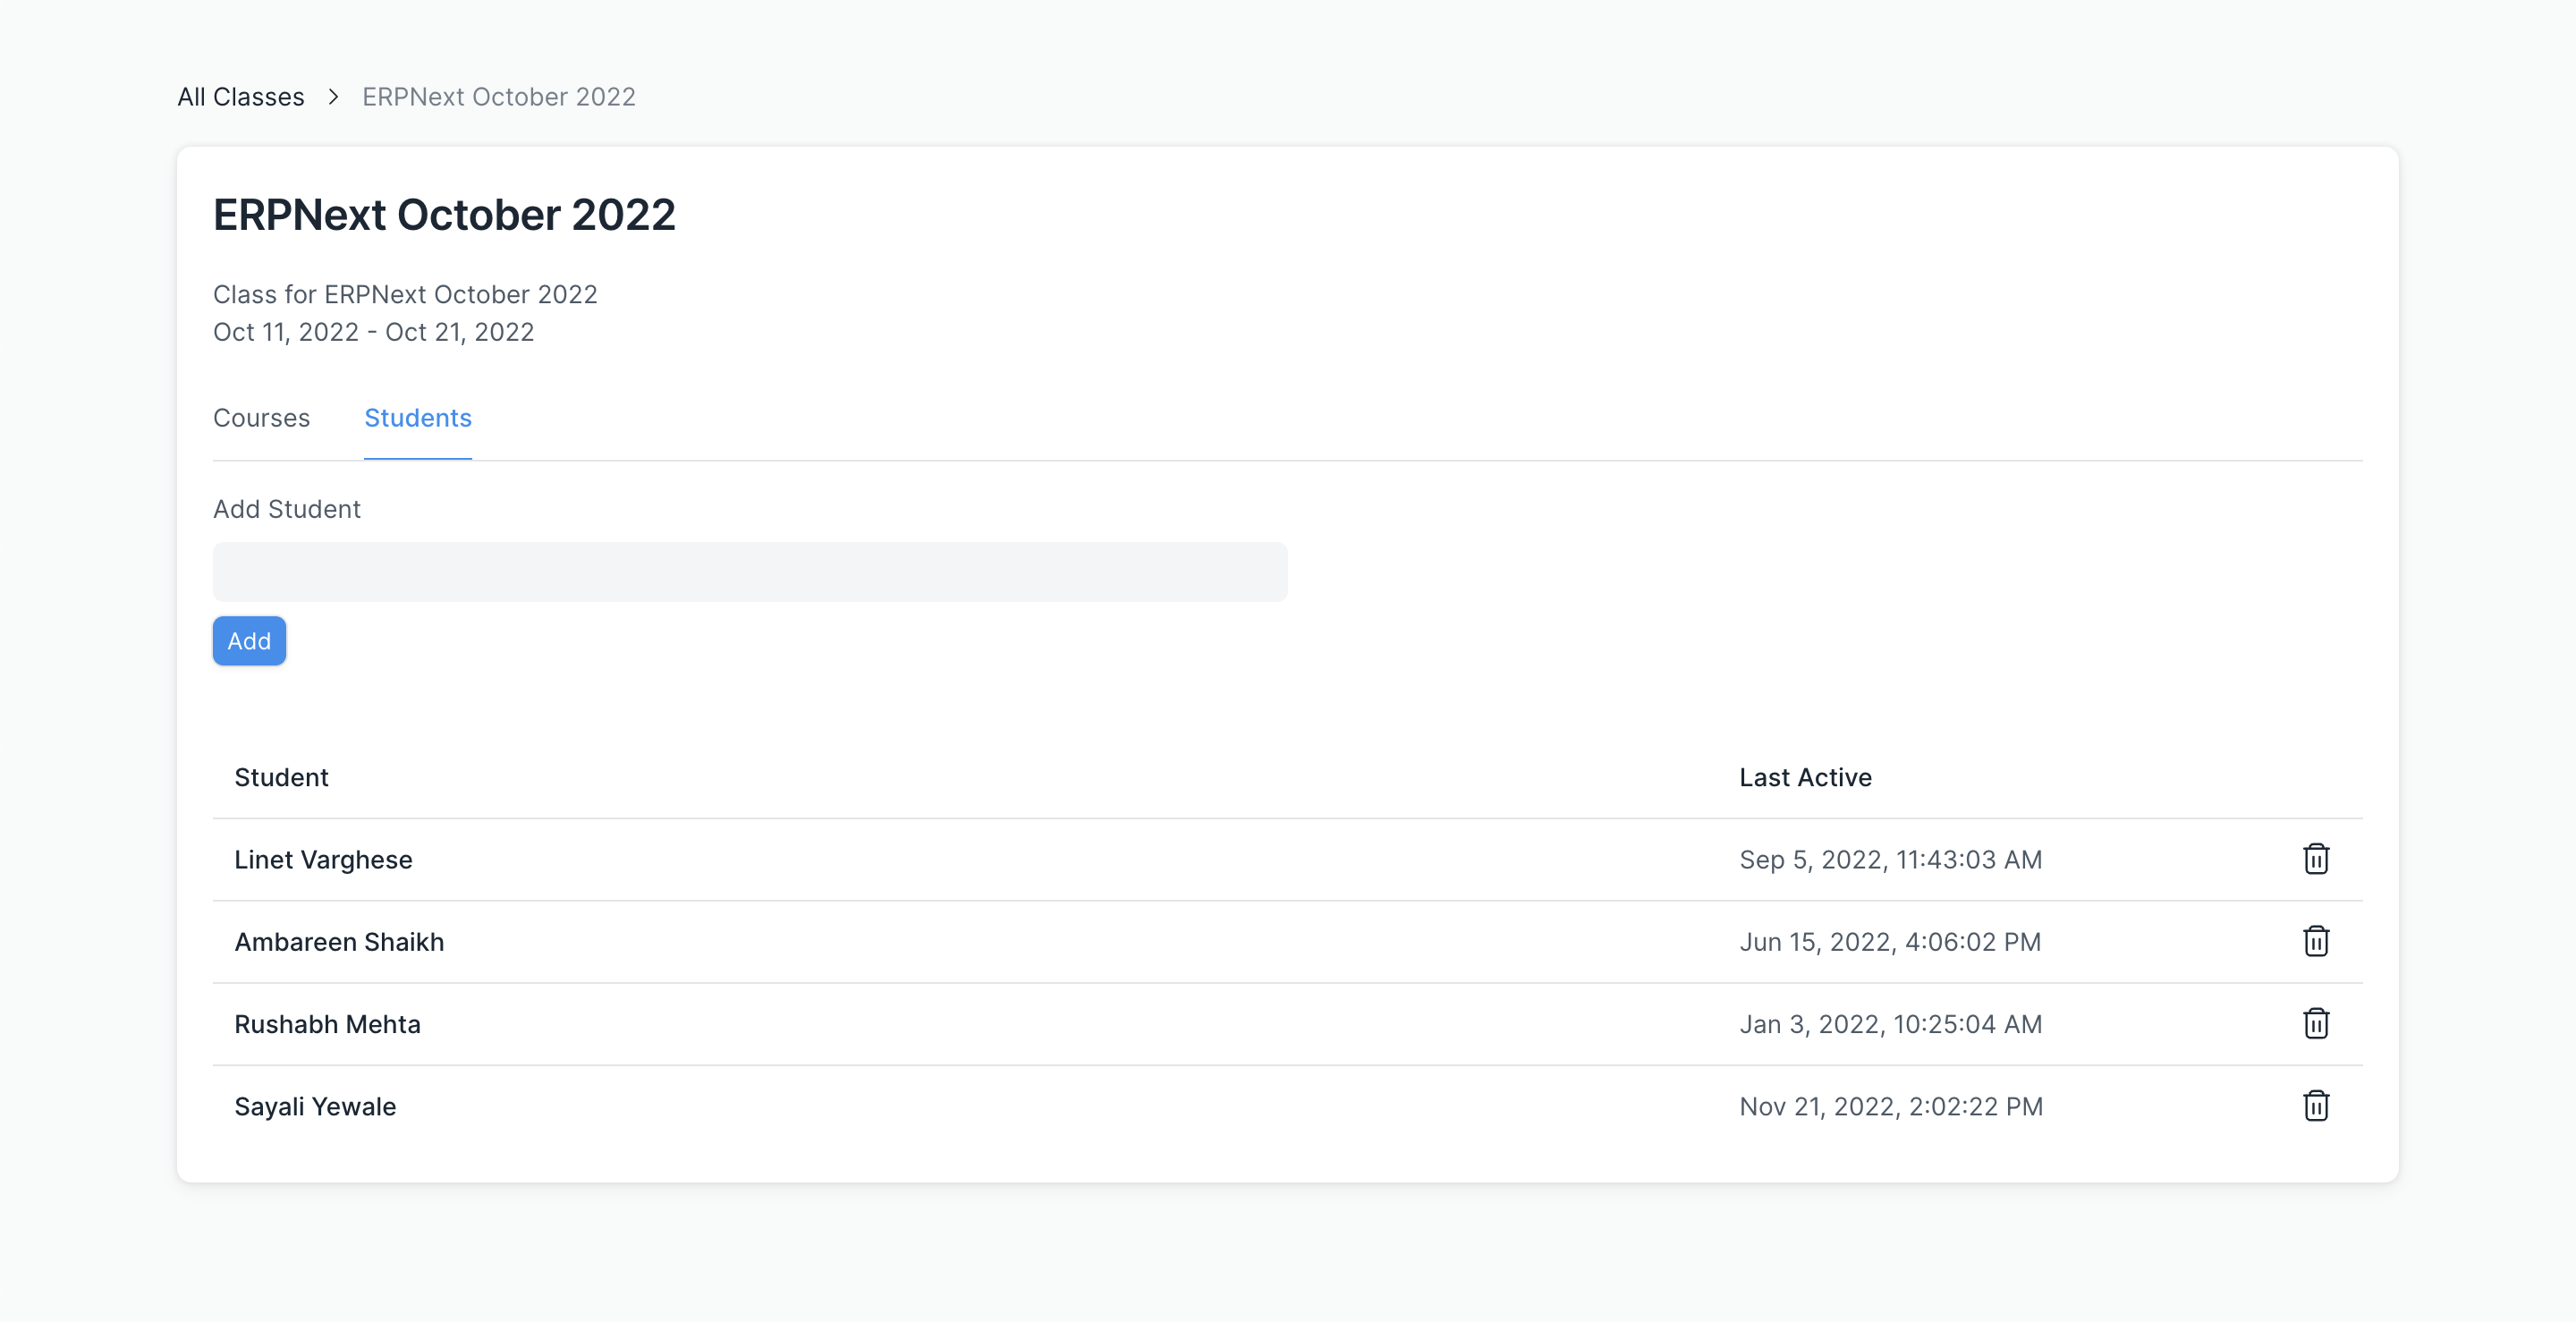 All Classes > ERPNext October 2022
ERPNext October 2022
Class for ERPNext October 2022
Oct 11, 2022 - Oct 21, 2022
Courses Students
Add Student
Add
Student Last Active
Linet Varghese Sep 5, 2022, 11:43:03 AM
Ambareen Shaikh Jun 15, 2022, 4:06:02 PM
Rushabh Mehta Jan 3, 2022, 10:25:04 AM
Sayali Yewale Nov 21, 2022, 2:02:22 PM